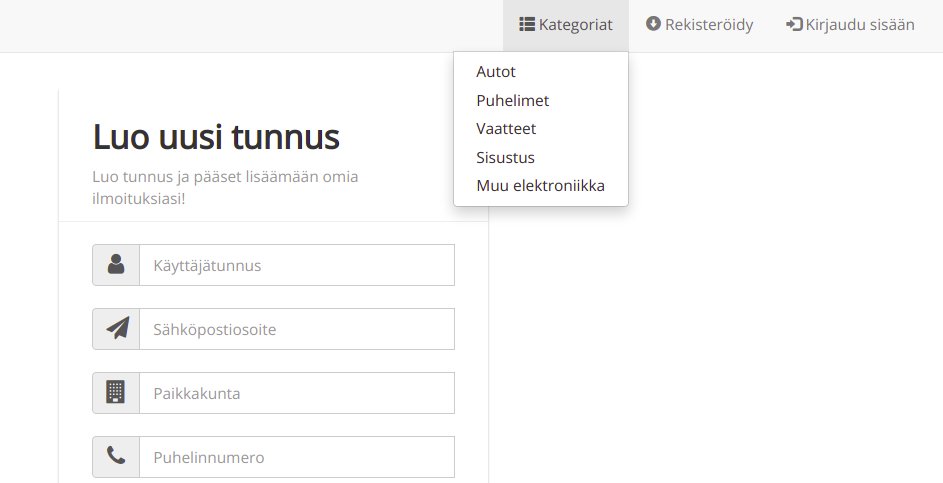 Kategoriat
Rekisteröidy
Kirjaudu sisään
Autot
Puhelimet
Vaatteet
Sisustus
Muu elektroniikka
Luo uusi tunnus
Luo tunnus ja pääset lisäämään omia
ilmoituksiasi!
Käyttäjätunnus
Sähköpostiosoite
Paikkakunta
Puhelinnumero